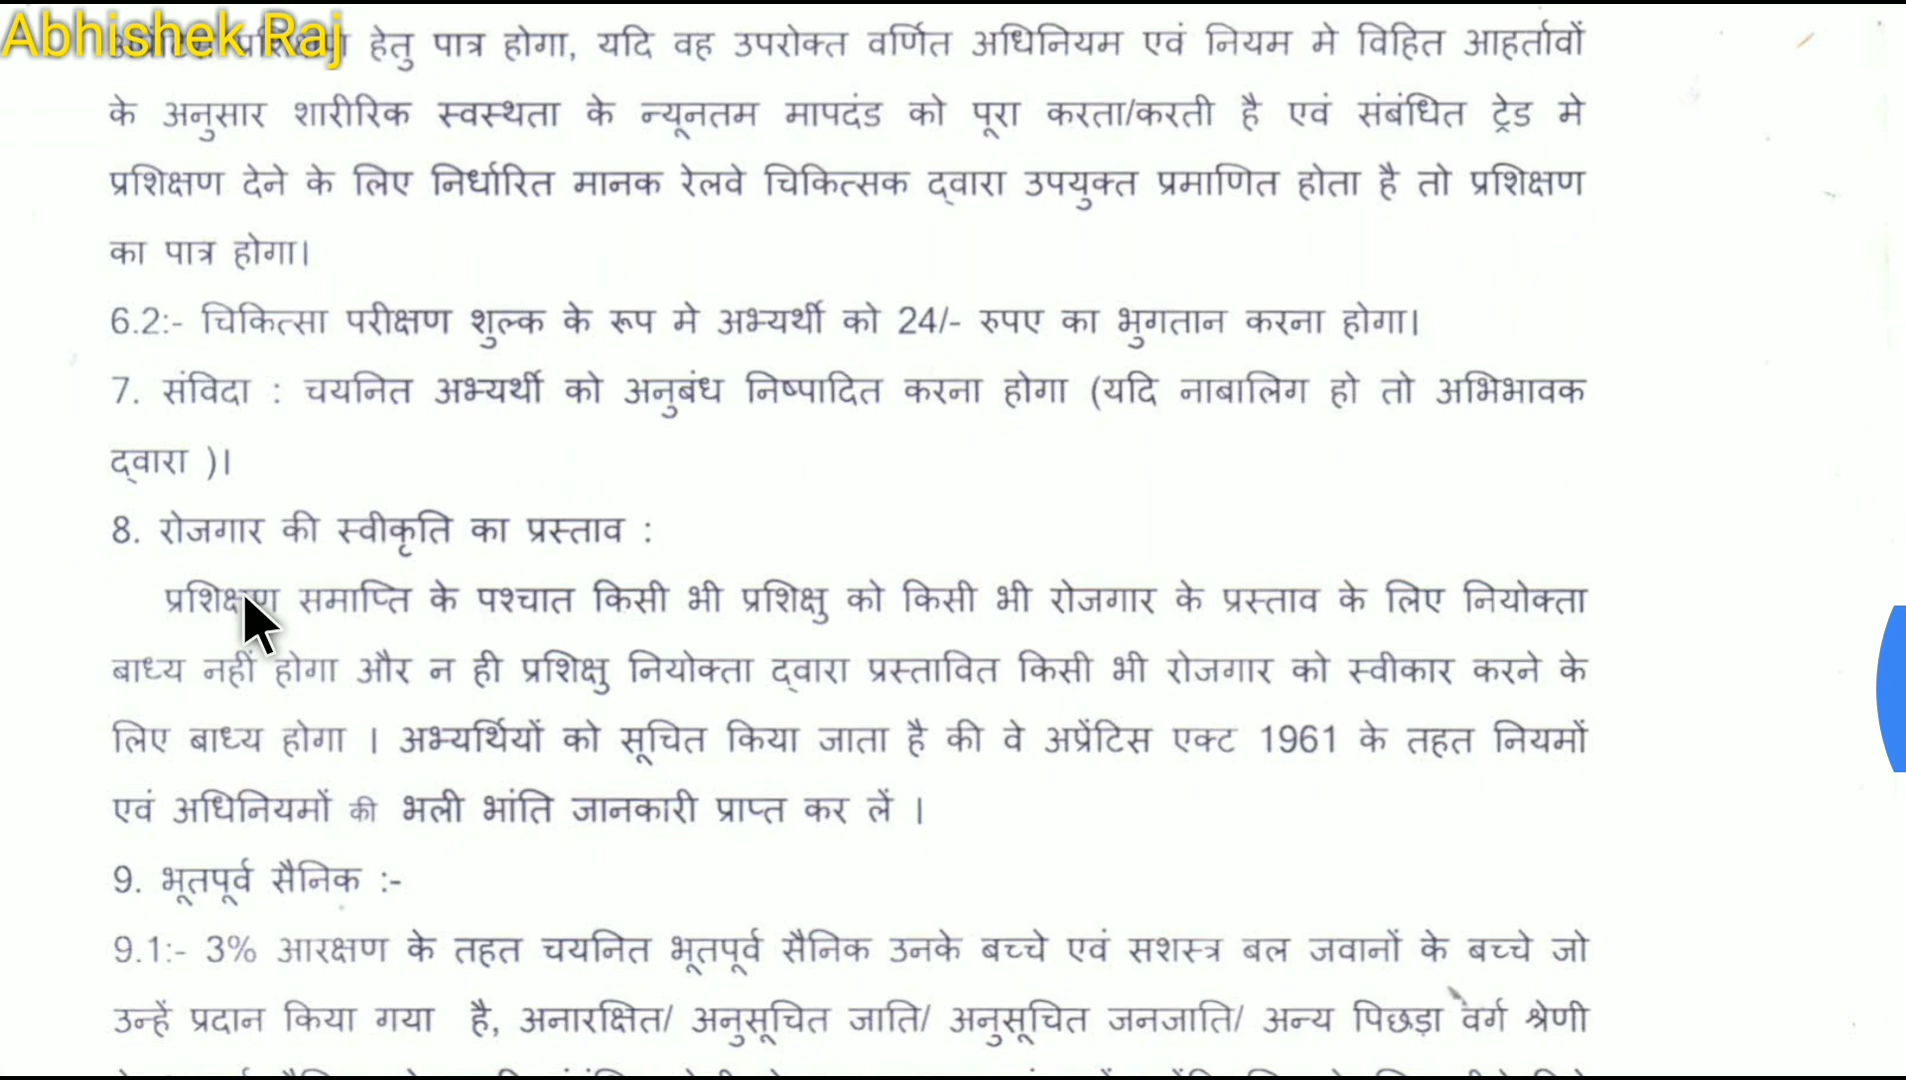 Abhishek Raj
हेतु पात्र होगा, यदि वह उपरोक्त वर्णित अधिनियम एवं नियम मे विहित आहर्तावों
के अनुसार शारीरिक स्वस्थता के न्यूनतम मापदंड को पूरा करता/करती है एवं संबंधित ट्रेड मे
प्रशिक्षण देने के लिए निर्धारित मानक रेलवे चिकित्सक द्वारा उपयुक्त प्रमाणित होता है तो प्रशिक्षण
का पात्र होगा।
6.2:- चिकित्सा परीक्षण शुल्क के रूप मे अभ्यर्थी को 24/- रुपए का भुगतान करना होगा।
7. संविदा : चयनित अभ्यर्थी को अनुबंध निष्पादित करना होगा (यदि नाबालिग हो तो अभिभावक
द्वारा )।
8. रोजगार की स्वीकृति का प्रस्ताव :
प्रशिक्षण समाप्ति के पश्चात किसी भी प्रशिक्षु को किसी भी रोजगार के प्रस्ताव के लिए नियोक्ता
बाध्य नहीं होगा और न ही प्रशिक्षु नियोक्ता द्वारा प्रस्तावित किसी भी रोजगार को स्वीकार करने के
लिए बाध्य होगा । अभ्यर्थियों को सूचित किया जाता है की वे अप्रेंटिस एक्ट 1961 के तहत नियमों
एवं अधिनियमों की भली भांति जानकारी प्राप्त कर लें ।
9. भूतपूर्व सैनिक :-
9.1:- 3% आरक्षण के तहत चयनित भूतपूर्व सैनिक उनके बच्चे एवं सशस्त्र बल जवानों के बच्चे जो
उन्हें प्रदान किया गया है, अनारक्षित/ अनुसूचित जाति/ अनुसूचित जनजाति/ अन्य पिछड़ा वर्ग श्रेणी